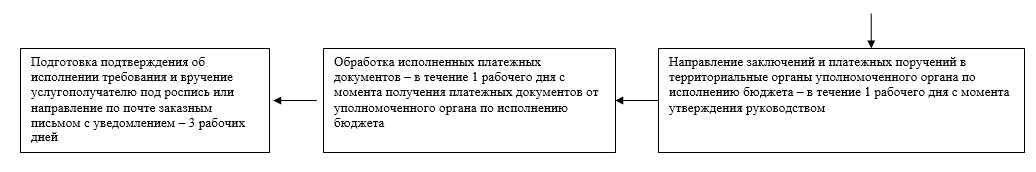 Подготовка подтверждения об
исполнении требования и вручение
услугополучателю под роспись или
направление по почте заказным
письмом с уведомлением – 3 рабочих
дней
Обработка исполненных платежных
документов – в течение 1 рабочего дня с
момента получения платежных документов от
уполномоченного органа по исполнению
бюджета
Направление заключений и платежных поручений в
территориальные органы уполномоченного органа по
исполнению бюджета – в течение 1 рабочего дня с момента
утверждения руководством